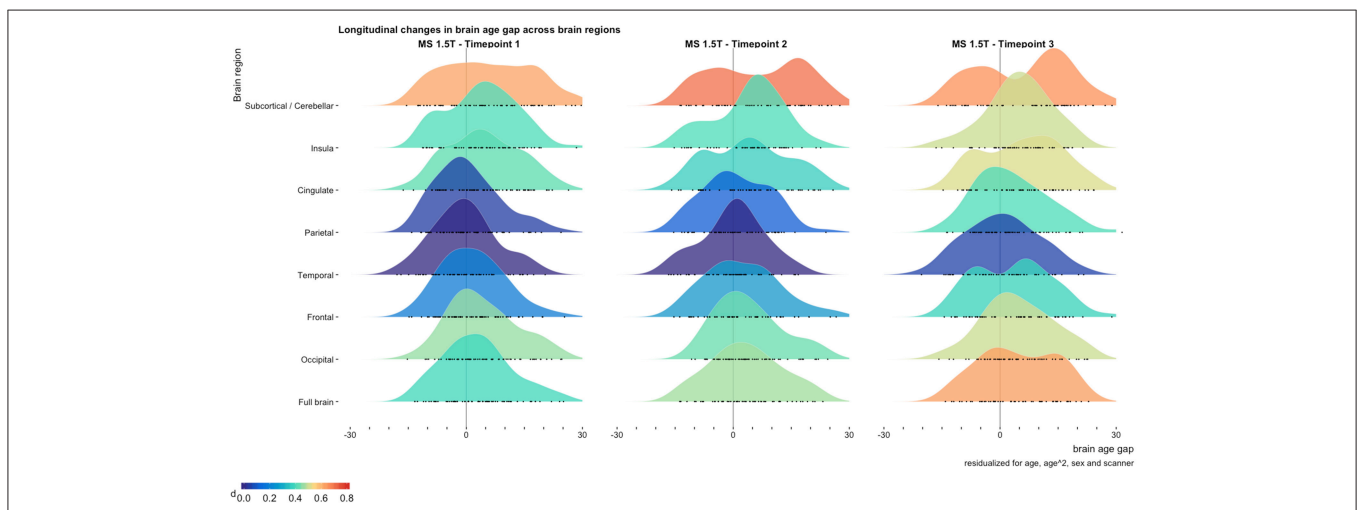 Longitudinal changes in brain age gap across brain regions
MS 1.5T - Timepoint 1
MS 1.5T - Timepoint 2
MS 1.5T - Timepoint 3
Brain region
Subcortical / Cerebellar
Insula
Cingulate
Parietal
Temporal
Frontal
Occipital
Full brain
-30 0 30
-30 0 30
-30 0 30
brain age gap
residualized for age, age^2, sex and scanner
d
0.0 0.2 0.4 0.6 0.8